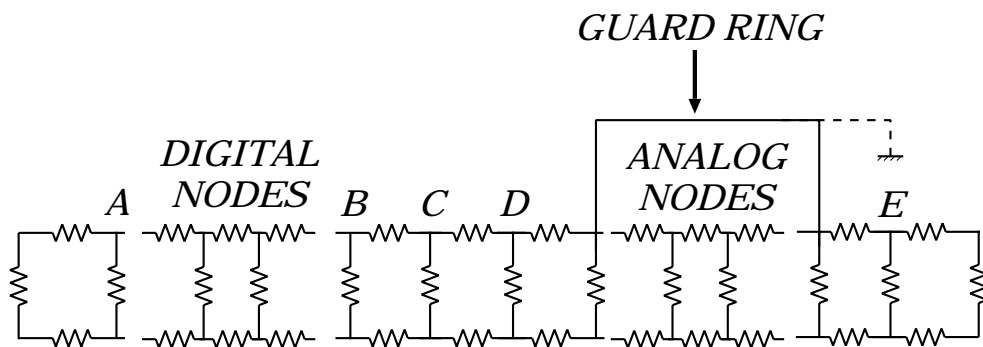 GUARD RING
DIGITAL
NODES
ANALOG
NODES
A
B
C
D
E